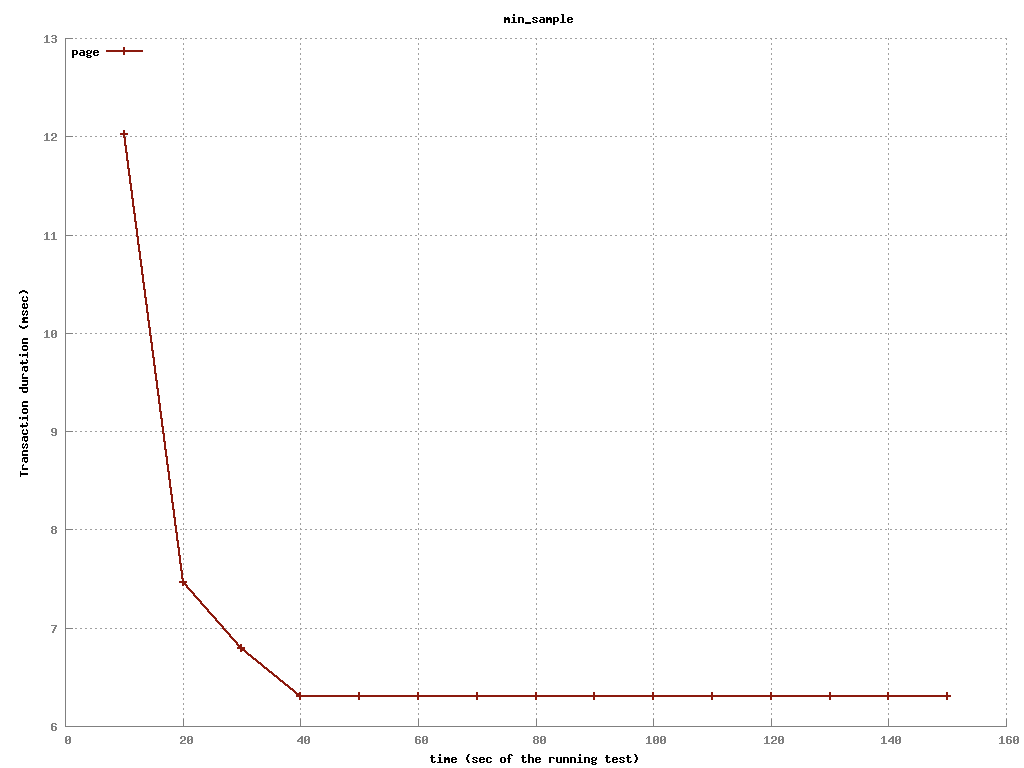 min_sample
page
13
12
11
10
9
8
7
6
Transaction duration (msec)
0 20 40 60 80 100 120 140 160
time (sec of the running test)